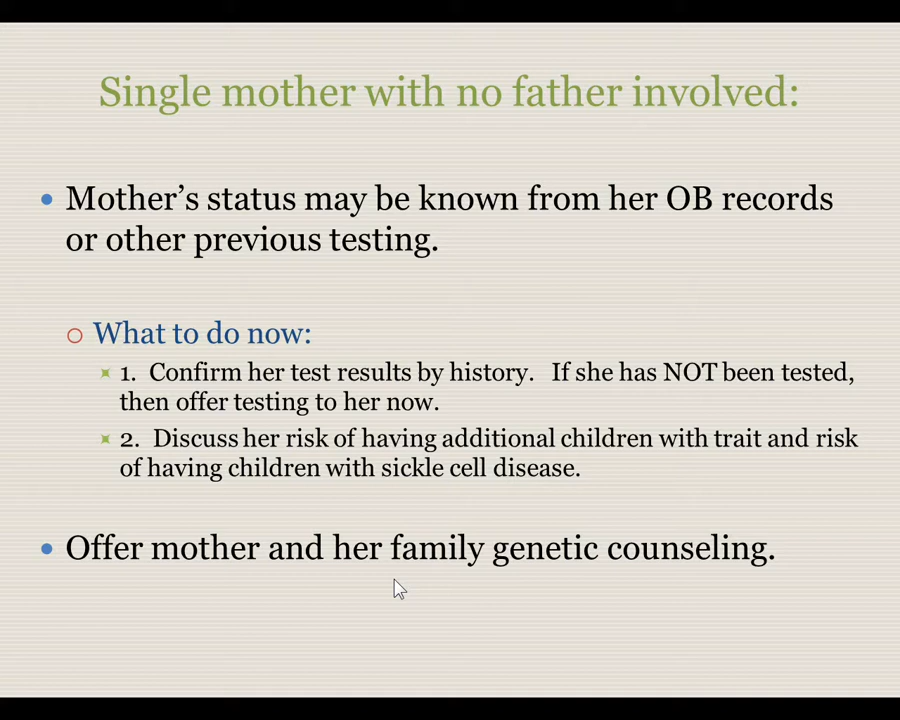 Single mother with no father involved:
• Mother’s status may be known from her OB records
or other previous testing.
○ What to do now:
1.  Confirm her test results by history.   If she has NOT been tested,
then offer testing to her now.
2.  Discuss her risk of having additional children with trait and risk
of having children with sickle cell disease.
• Offer mother and her family genetic counseling.